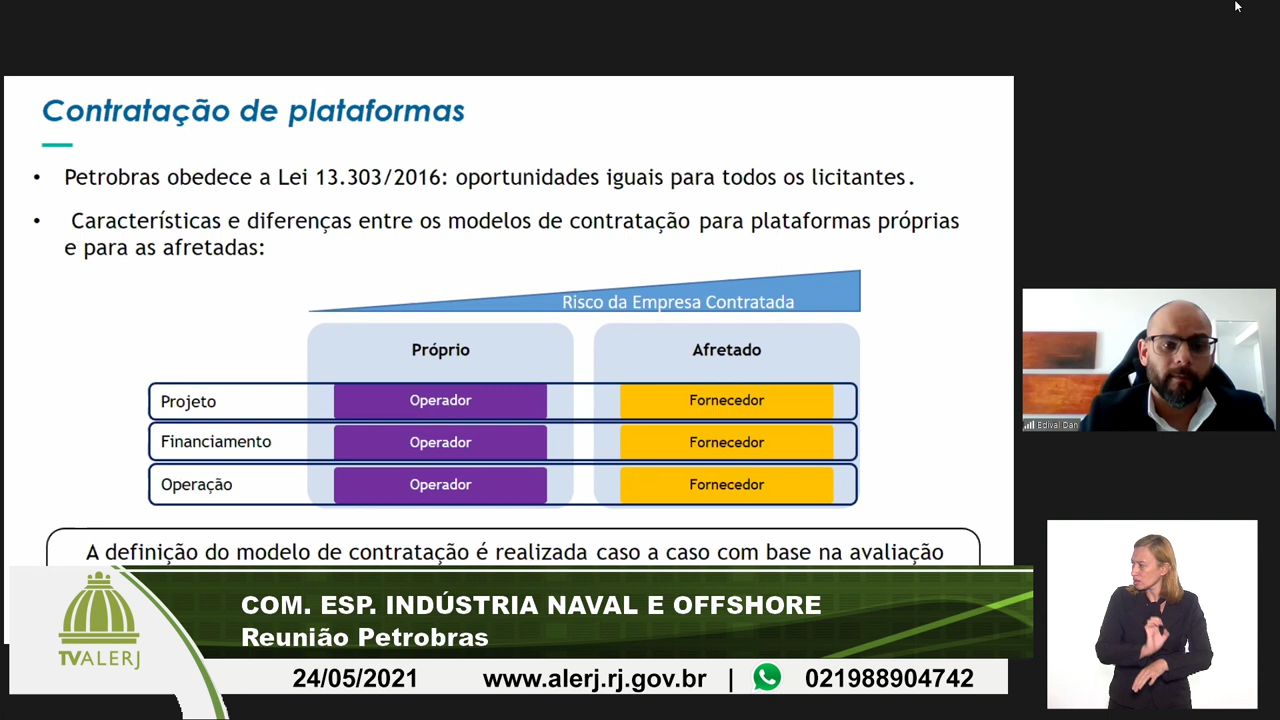 Contratação de plataformas
• Petrobras obedece a Lei 13.303/2016: oportunidades iguais para todos os licitantes.
• Características e diferenças entre os modelos de contratação para plataformas próprias
e para as afretadas:
Risco da Empresa Contratada
Próprio Afretado
Projeto Operador Fornecedor
Financiamento Operador Fornecedor
Operação Operador Fornecedor
A definição do modelo de contratação é realizada caso a caso com base na avaliação
Edival Dan
COM. ESP. INDÚSTRIA NAVAL E OFFSHORE
Reunião Petrobras
TVALERJ
24/05/2021 www.alerj.rj.gov.br | 021988904742